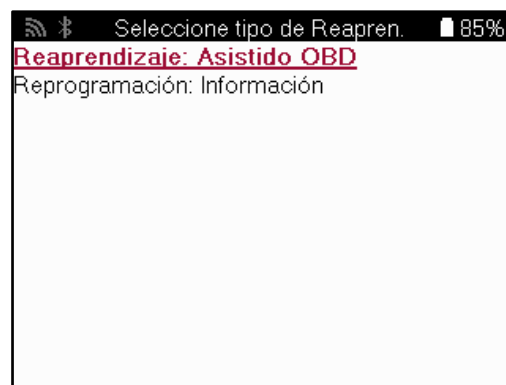 Seleccione tipo de Reapren. 85%
Reaprendizaje: Asistido OBD
Reprogramación: Información